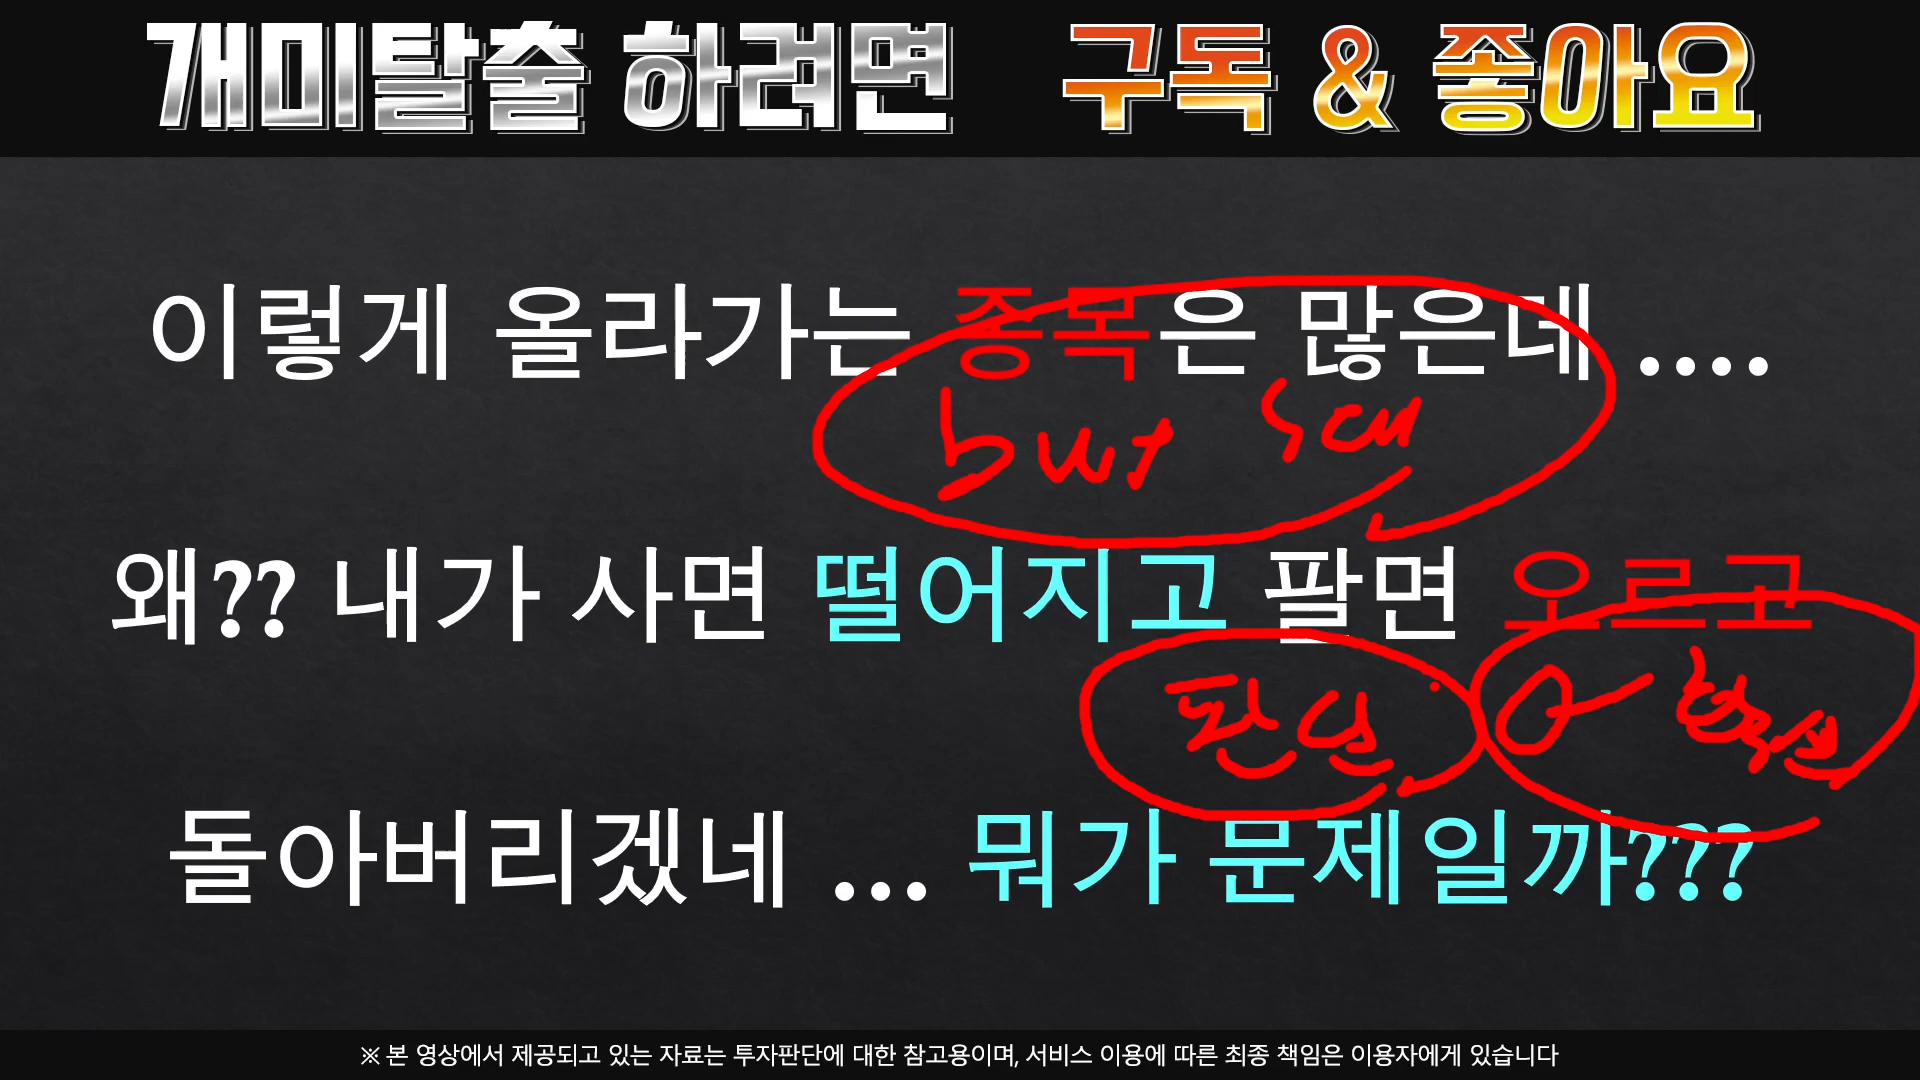 개미탈출 하려면 구독 & 좋아요
이렇게 올라가는 종목은 많은데 ....
but
왜?? 내가 사면 떨어지고 팔면 오르고
판단
돌아버리겠네 ... 뭐가 문제일까???
※ 본 영상에서 제공되고 있는 자료는 투자판단에 대한 참고용이며, 서비스 이용에 따른 최종 책임은 이용자에게 있습니다